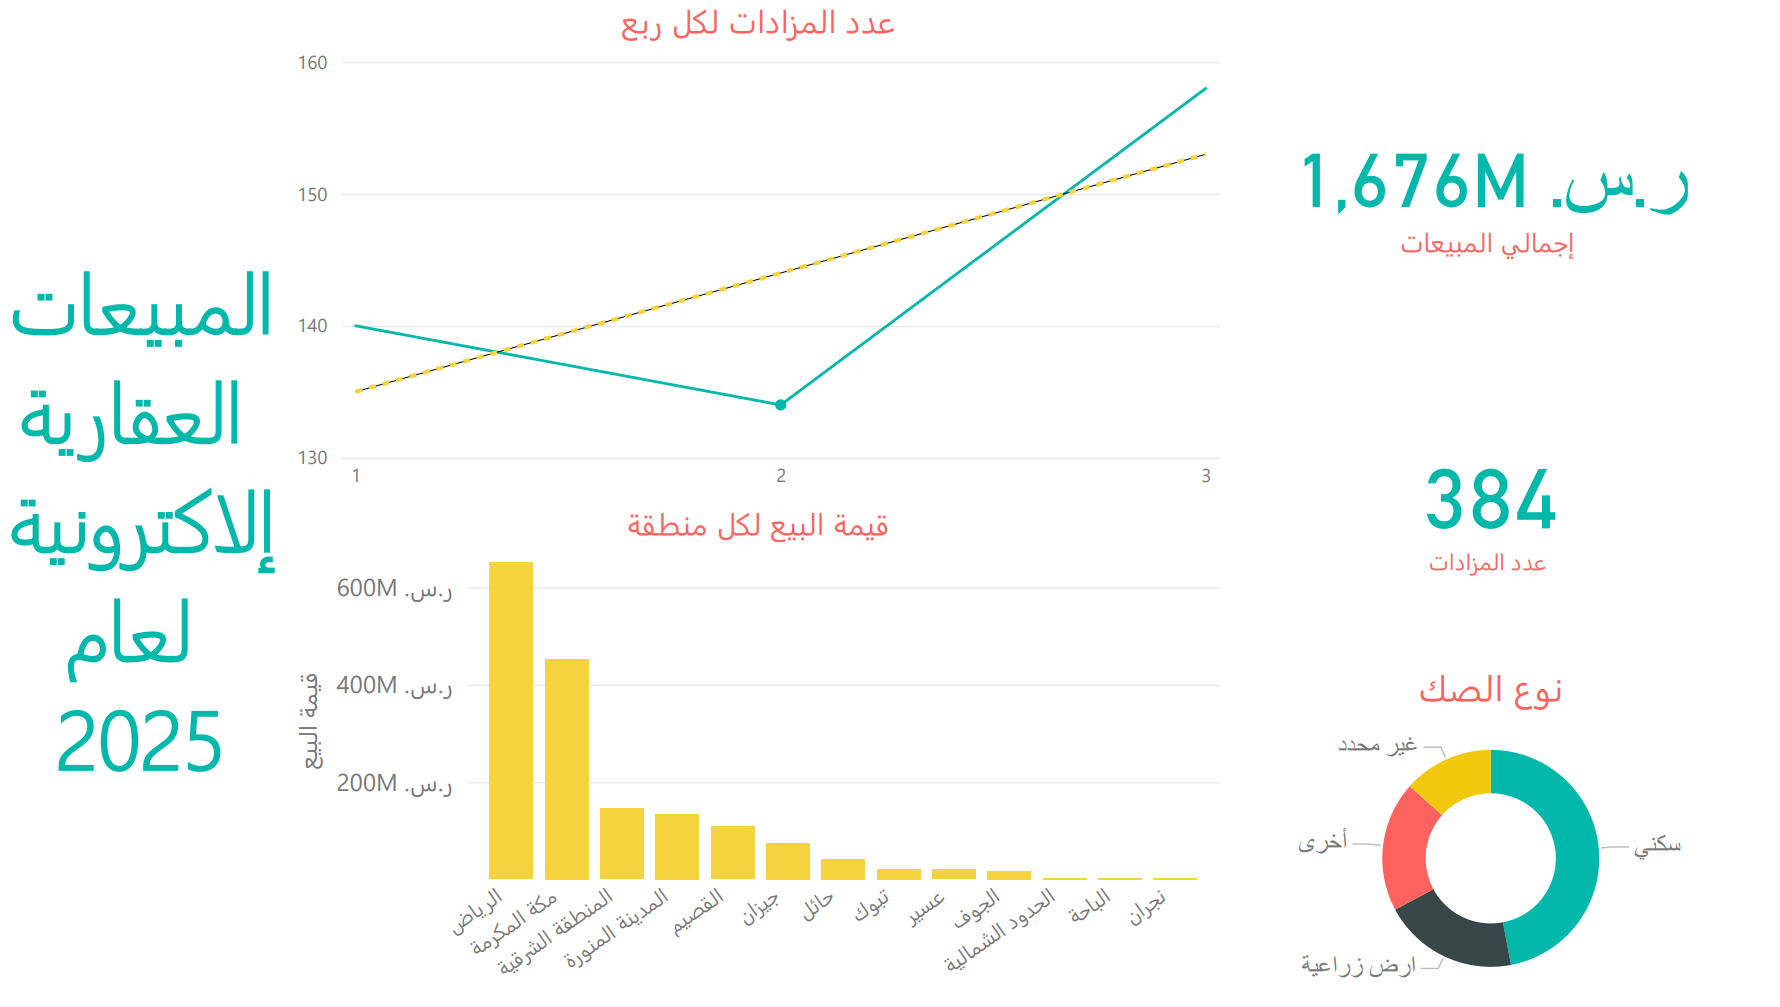 المبيعات
العقارية
إلاكترونية
لعام
2025
عدد المزادات لكل ربع
160
150
140
130
1
2
3
قيمة البيع لكل منطقة
قيمة البيع
ر.س. 600M
ر.س. 400M
ر.س. 200M
الرياض
مكة المكرمة
المنطقة الشرقية
المدينة المنورة
القصيم
جيزان
حائل
تبوك
عسير
الجوف
الحدود الشمالية
الباحة
نجران
ر.س. 1,676M
إجمالي المبيعات
384
عدد المزادات
نوع الصك
غير محدد
أخرى
سكني
ارض زراعية